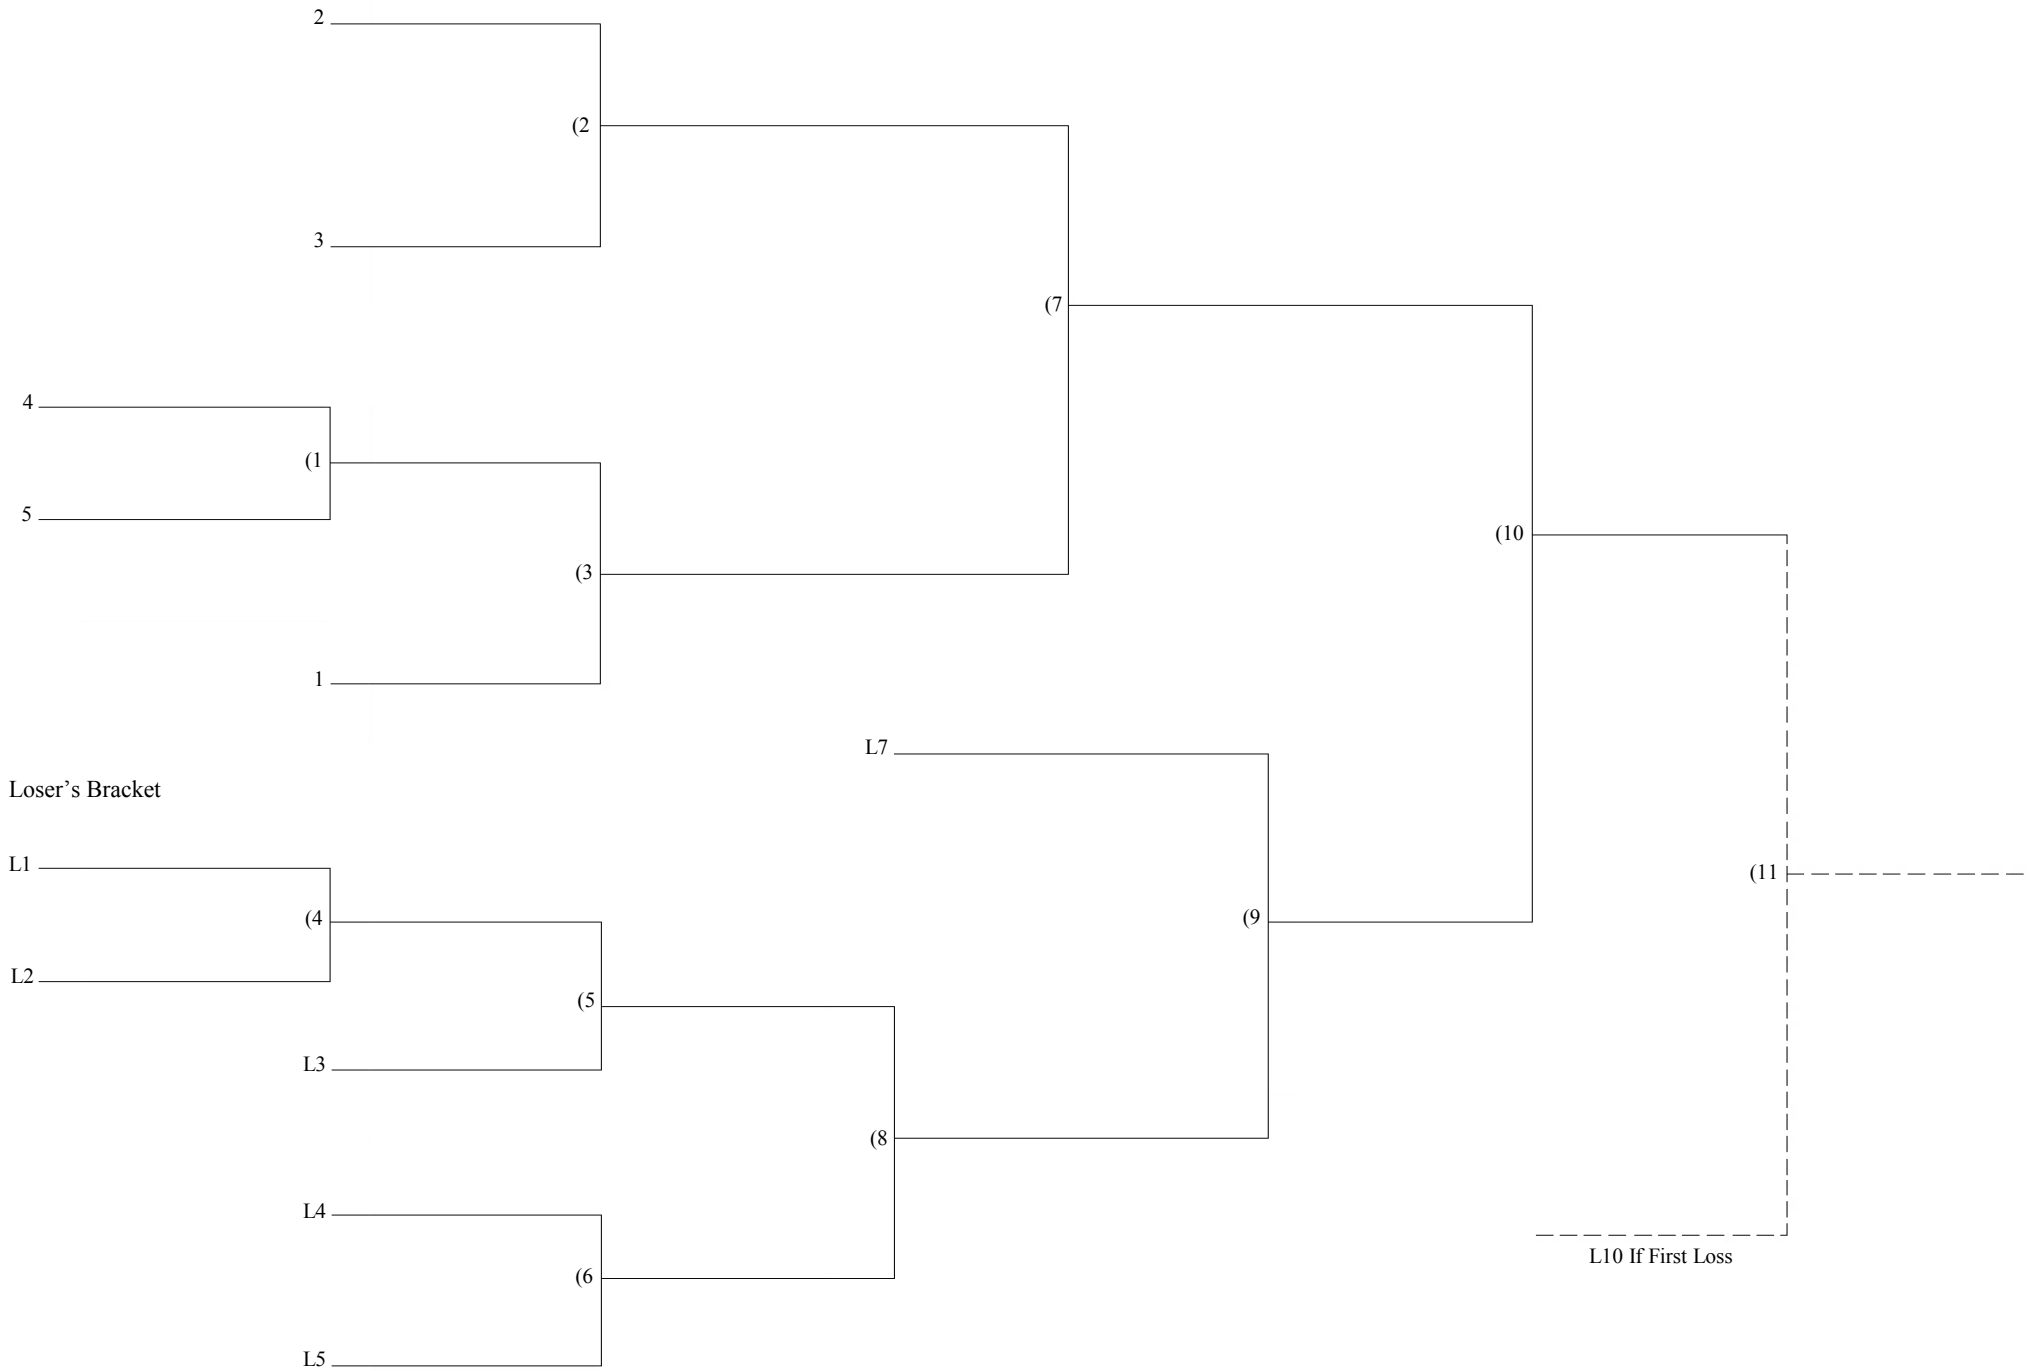 2
(2
3
(7
4
(1
5
(10
(3
1
L7
Loser’s Bracket
L1
(11
(4
(9
L2
(5
L3
(8
L4
L10 If First Loss
(6
L5